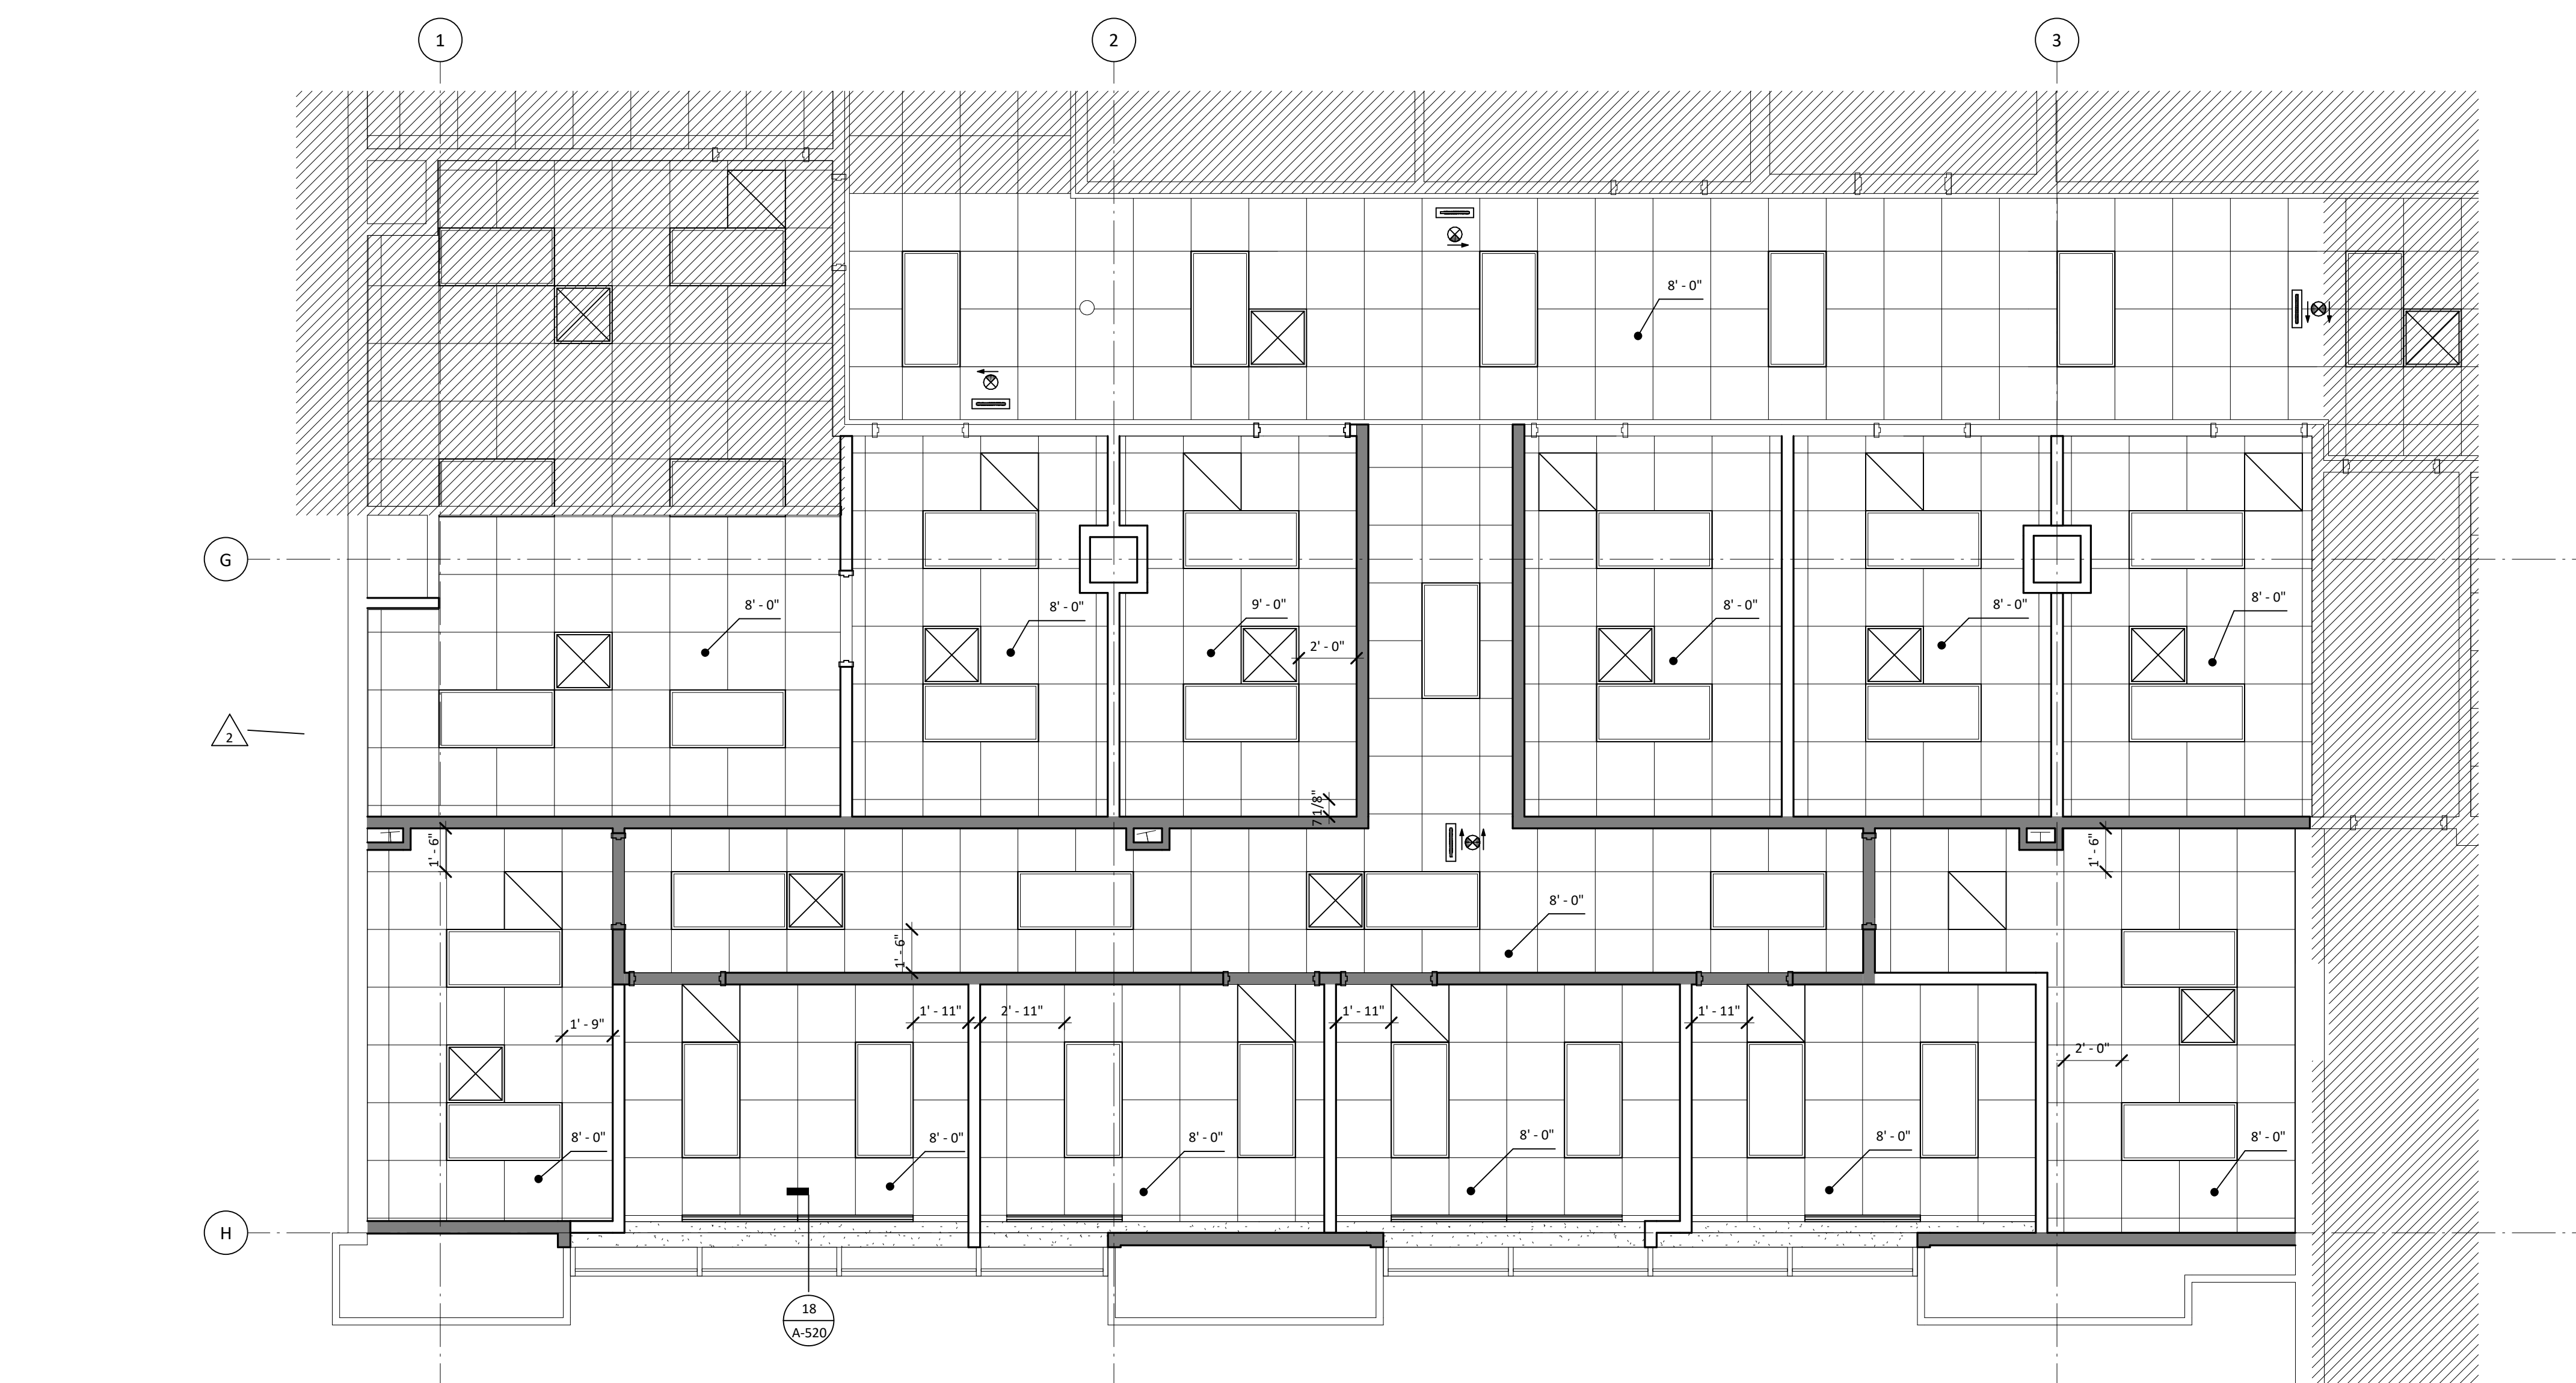 1
2
3
8' - 0"
G
8' - 0"
8' - 0"
9' - 0"
8' - 0"
8' - 0"
8' - 0"
2' - 0"
2
7 1/8"
1' - 6"
1' - 6"
8' - 0"
1' - 6"
1' - 9"
1' - 11"
2' - 11"
1' - 11"
1' - 11"
2' - 0"
8' - 0"
8' - 0"
8' - 0"
8' - 0"
8' - 0"
8' - 0"
H
18
A-520